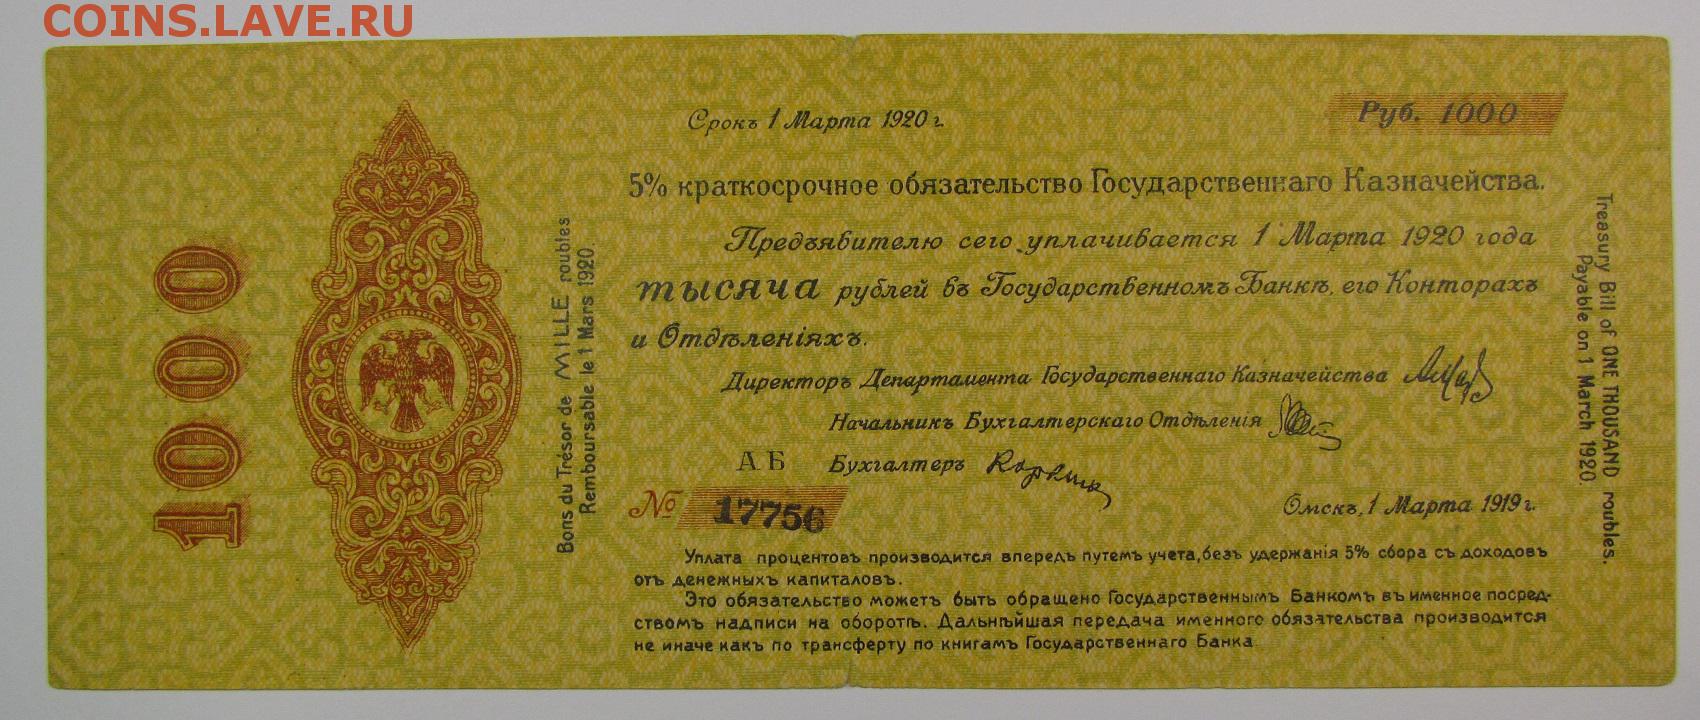 COINS.LAVE.RU
Срокъ 1 Марта 1920 г.
Руб. 1000
5% краткосрочное обязательство Государственнаго Казначейства.
Предъявителю сего уплачивается 1 Марта 1920 года
тысяча рублей въ Государственномъ Банкѣ, его Конторахъ
и Отдѣленіяхъ.
Директоръ Департамента Государственнаго Казначейства
Начальникъ Бухгалтерскаго Отдѣленія
А Б Бухгалтеръ
№ 17756
Омскъ, 1 Марта 1919 г.
Уплата процентовъ производится впередъ путемъ учета, безъ удержанія 5% сбора съ доходовъ
отъ денежныхъ капиталовъ.
Это обязательство можетъ быть обращено Государственнымъ Банкомъ въ именное посред-
ствомъ надписи на оборотѣ. Дальнѣйшая передача именного обязательства производится
не иначе какъ по трансферту по книгамъ Государственнаго Банка
1000
Bons du Trésor de MILLE roubles
Remboursable le 1 Mars 1920.
Treasury Bill of ONE THOUSAND roubles.
Payable on 1 March 1920.